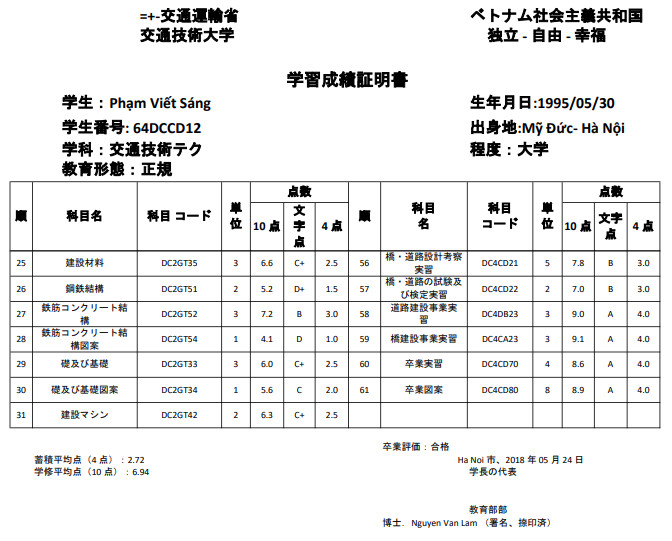 =+-交通運輸省
交通技術大学
ベトナム社会主義共和国
独立 - 自由 - 幸福
学習成績証明書
学生：Phạm Viết Sáng
学生番号: 64DCCD12
学科：交通技術テク
教育形態：正規
生年月日:1995/05/30
出身地:Mỹ Đức- Hà Nội
程度：大学
順 科目名 科目 コード 単位 点数 10 点 文字点 4 点 順 科目名 科目コード 単位 点数 10 点 文字点 4 点
25 建設材料 DC2GT35 3 6.6 C+ 2.5 56 橋・道路設計考察実習 DC4CD21 5 7.8 B 3.0
26 鋼鉄結構 DC2GT51 2 5.2 D+ 1.5 57 橋・道路の試験及び検定実習 DC4CD22 2 7.0 B 3.0
27 鉄筋コンクリート結構 DC2GT52 3 7.2 B 3.0 58 道路建設事業実習 DC4DB23 3 9.0 A 4.0
28 鉄筋コンクリート結構図案 DC2GT54 1 4.1 D 1.0 59 橋建設事業実習 DC4CA23 3 9.1 A 4.0
29 礎及び基礎 DC2GT33 3 6.0 C+ 2.5 60 卒業実習 DC4CD70 4 8.6 A 4.0
30 礎及び基礎図案 DC2GT34 1 5.6 C 2.0 61 卒業図案 DC4CD80 8 8.9 A 4.0
31 建設マシン DC2GT42 2 6.3 C+ 2.5
卒業評価：合格
蓄積平均点（4 点）：2.72
学修平均点（10 点）：6.94
Ha Noi 市、2018 年 05 月 24 日
学長の代表
教育部部
博士．Nguyen Van Lam （署名、捺印済）